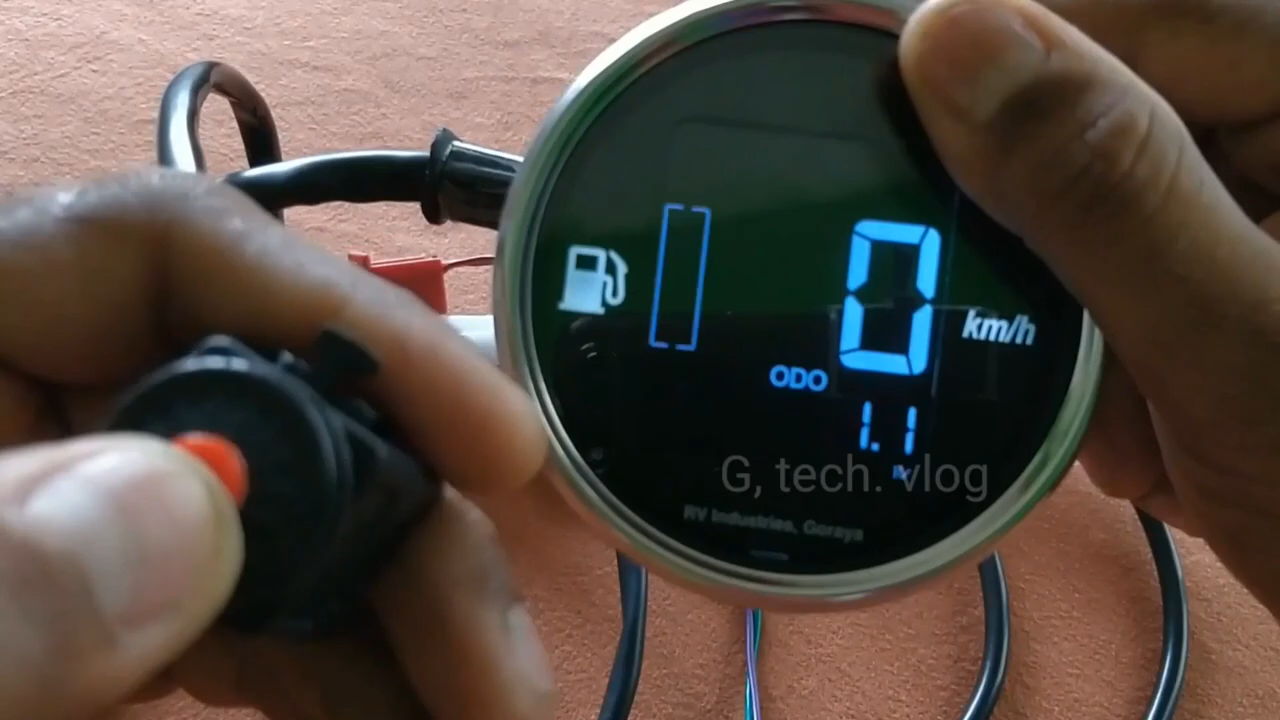 0
km/h
ODO
1.1
G, tech. vlog
RV Industries, Goraya